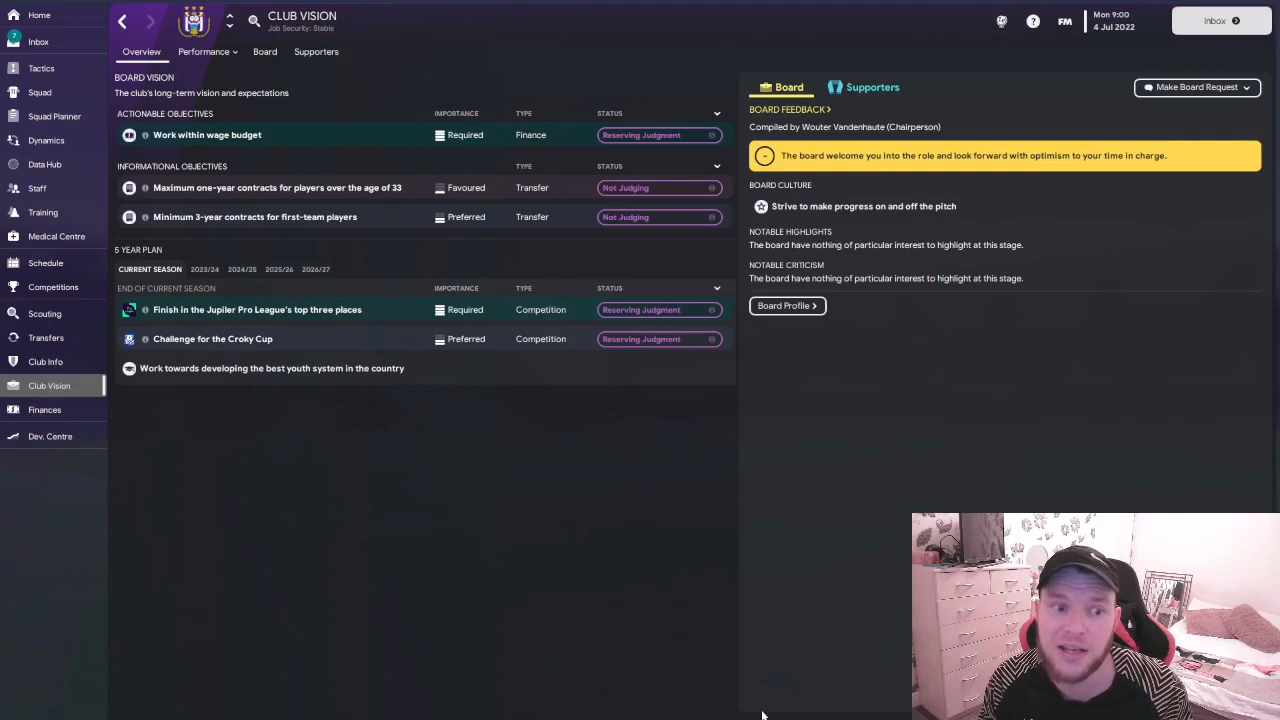 Home
7
Inbox
Tactics
Squad
Squad Planner
Dynamics
Data Hub
Staff
Training
Medical Centre
Schedule
Competitions
Scouting
Transfers
Club Info
Club Vision
Finances
Dev. Centre
CLUB VISION
Job Security: Stable
FM
Mon 9:00
4 Jul 2022
Inbox
Overview Performance Board Supporters
BOARD VISION
The club's long-term vision and expectations
ACTIONABLE OBJECTIVES IMPORTANCE TYPE STATUS
Work within wage budget Required Finance Reserving Judgment
INFORMATIONAL OBJECTIVES TYPE STATUS
Maximum one-year contracts for players over the age of 33 Favoured Transfer Not Judging
Minimum 3-year contracts for first-team players Preferred Transfer Not Judging
5 YEAR PLAN
CURRENT SEASON 2023/24 2024/25 2025/26 2026/27
END OF CURRENT SEASON IMPORTANCE TYPE STATUS
Finish in the Jupiler Pro League's top three places Required Competition Reserving Judgment
Challenge for the Croky Cup Preferred Competition Reserving Judgment
Work towards developing the best youth system in the country
Board Supporters
Make Board Request
BOARD FEEDBACK >
Compiled by Wouter Vandenhaute (Chairperson)
The board welcome you into the role and look forward with optimism to your time in charge.
BOARD CULTURE
Strive to make progress on and off the pitch
NOTABLE HIGHLIGHTS
The board have nothing of particular interest to highlight at this stage.
NOTABLE CRITICISM
The board have nothing of particular interest to highlight at this stage.
Board Profile >